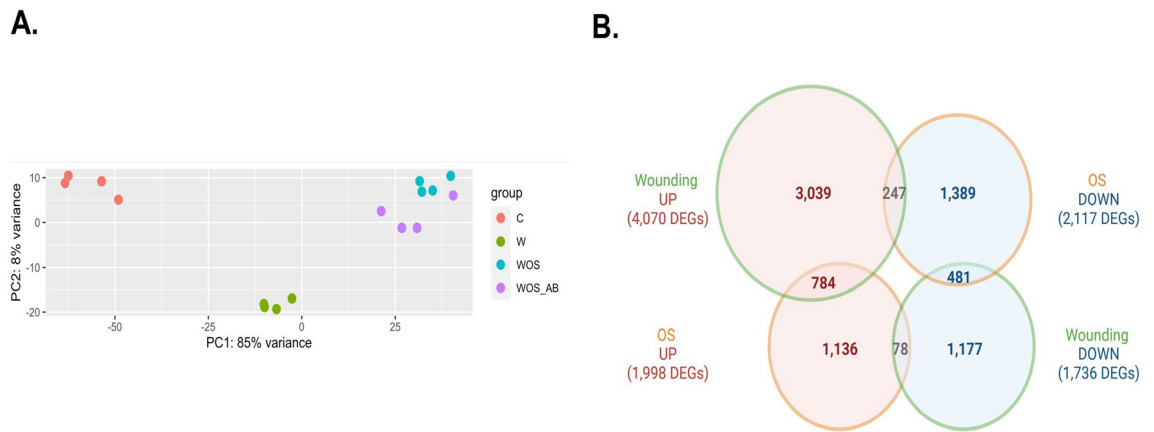 A.
PC2: 8% variance
10
0
-10
-20
-50
-25
0
25
PC1: 85% variance
group
C
W
WOS
WOS_AB
B.
Wounding
UP
(4,070 DEGs)
3,039
247
1,389
OS
DOWN
(2,117 DEGs)
784
481
OS
UP
(1,998 DEGs)
1,136
78
1,177
Wounding
DOWN
(1,736 DEGs)